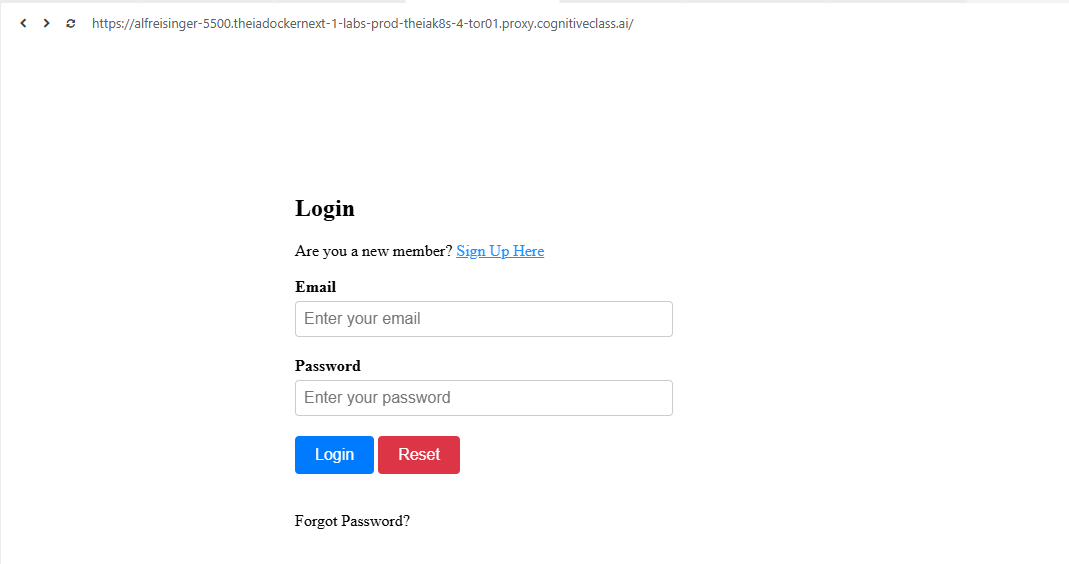 https://alfreisinger-5500.theiadockernext-1-labs-prod-theiak8s-4-tor01.proxy.cognitiveclass.ai/
Login
Are you a new member? Sign Up Here
Email
Enter your email
Password
Enter your password
Login Reset
Forgot Password?